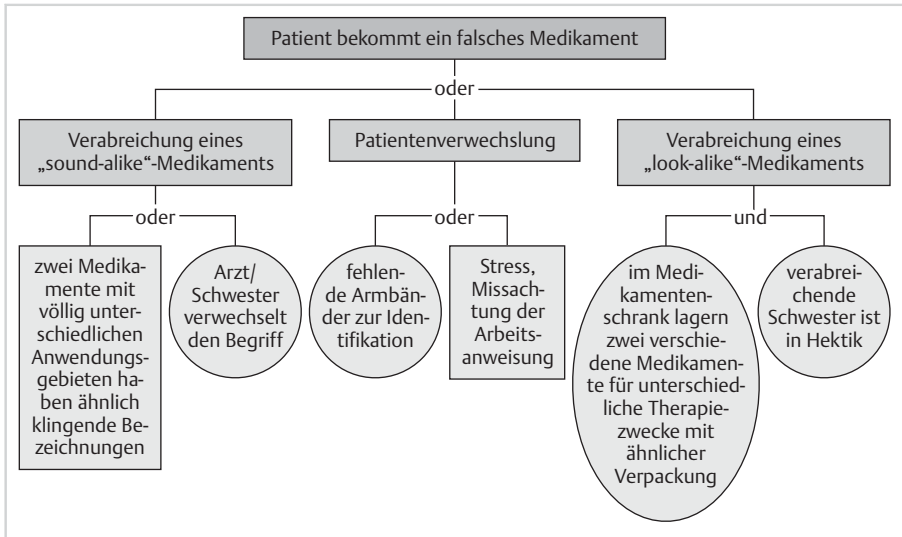 Patient bekommt ein falsches Medikament
oder
Verabreichung eines
„sound-alike“-Medikaments
Patientenverwechslung
Verabreichung eines
„look-alike“-Medikaments
oder
oder
und
zwei Medika-
mente mit
völlig unter-
schiedlichen
Anwendungs-
gebieten ha-
ben ähnlich
klingende Be-
zeichnungen
Arzt/
Schwester
verwechselt
den Begriff
fehlen-
de Armbän-
der zur Iden-
tifikation
Stress,
Missach-
tung der
Arbeits-
anweisung
im Medi-
kamenten-
schrank lagern
zwei verschie-
dene Medikamen-
te für unterschied-
liche Therapie-
zwecke mit
ähnlicher
Verpackung
verabrei-
chende
Schwester ist
in Hektik